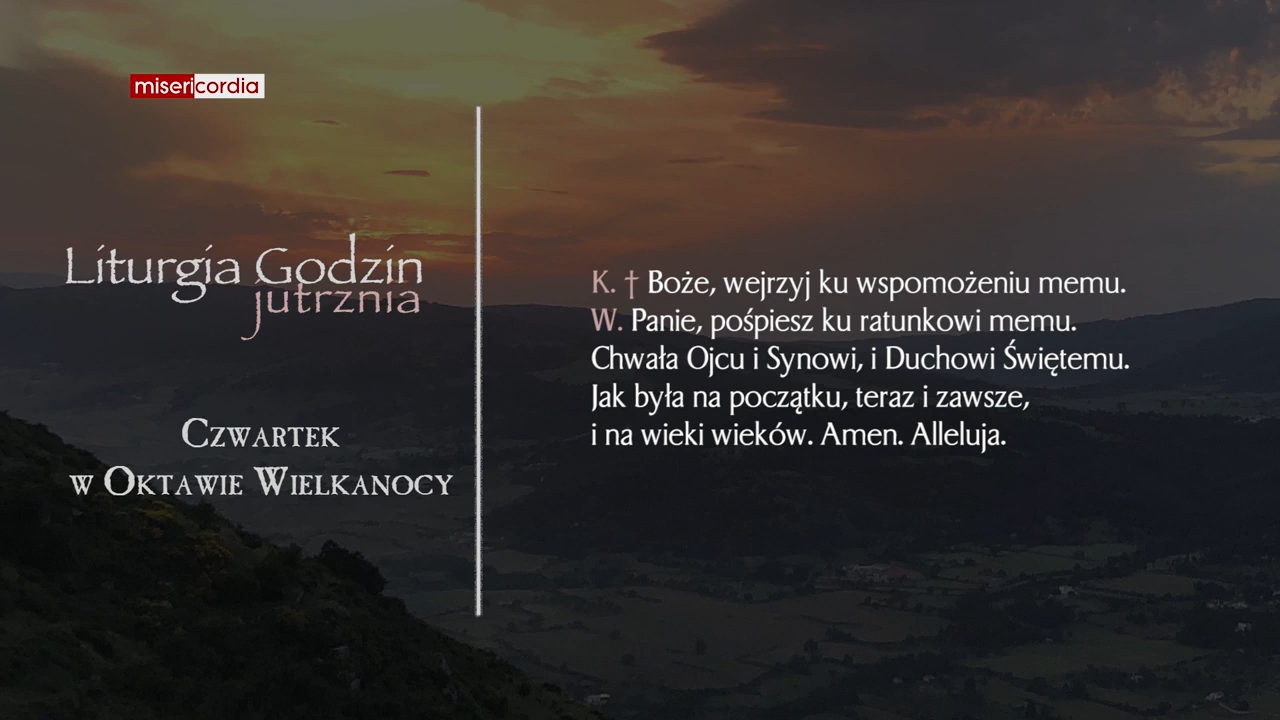 misericordia
Liturgia Godzin
jutrznia
Czwartek
w Oktawie Wielkanocy
K. † Boże, wejrzyj ku wspomożeniu memu.
W. Panie, pośpiesz ku ratunkowi memu.
Chwała Ojcu i Synowi, i Duchowi Świętemu.
Jak była na początku, teraz i zawsze,
i na wieki wieków. Amen. Alleluja.